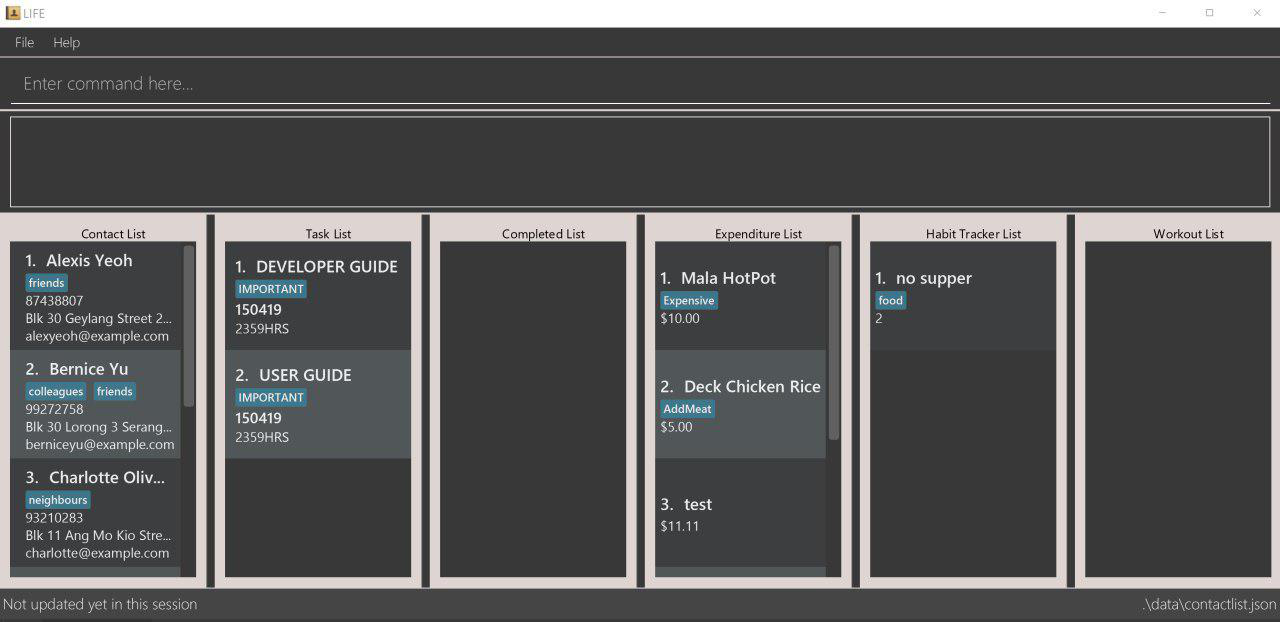 LIFE
File Help
Enter command here...
Contact List
1. Alexis Yeoh
friends
87438807
Blk 30 Geylang Street 2...
alexyeoh@example.com
2. Bernice Yu
colleagues friends
99272758
Blk 30 Lorong 3 Serang...
berniceyu@example.com
3. Charlotte Oliv...
neighbours
93210283
Blk 11 Ang Mo Kio Stre...
charlotte@example.com
Task List
1. DEVELOPER GUIDE
IMPORTANT
150419
2359HRS
2. USER GUIDE
IMPORTANT
150419
2359HRS
Completed List
Expenditure List
1. Mala HotPot
Expensive
$10.00
2. Deck Chicken Rice
AddMeat
$5.00
3. test
$11.11
Habit Tracker List
1. no supper
food
2
Workout List
Not updated yet in this session
.\data\contactlist.json